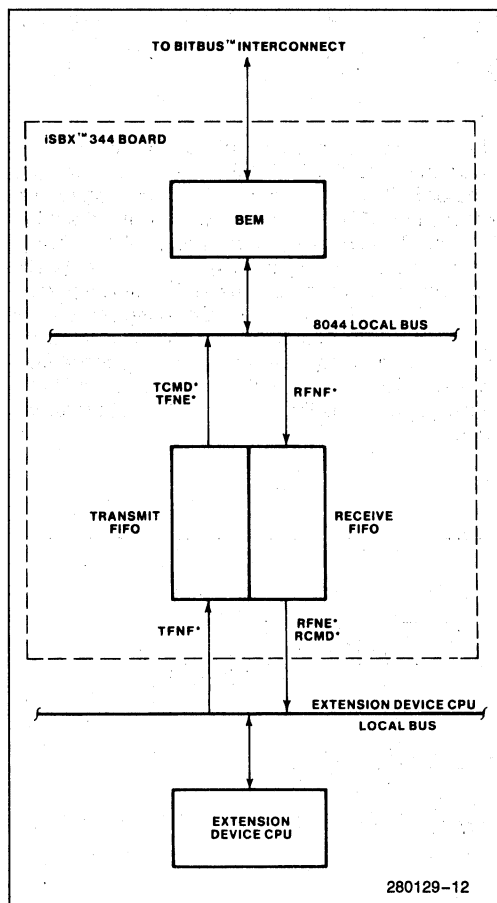 TO BITBUS™ INTERCONNECT
iSBX™ 344 BOARD
BEM
8044 LOCAL BUS
TCMD*
TFNE*
RFNF*
TRANSMIT
FIFO
RECEIVE
FIFO
TFNF*
RFNE*
RCMD*
EXTENSION DEVICE CPU
LOCAL BUS
EXTENSION
DEVICE CPU
280129-12